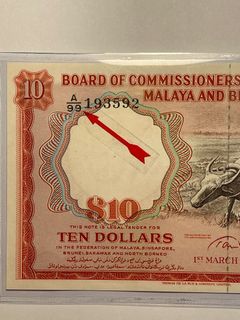 10 BOARD OF COMMISSIONERS
MALAYA AND B
A/99 193592
$10
THIS NOTE IS LEGAL TENDER FOR
TEN DOLLARS
IN THE FEDERATION OF MALAYA, SINGAPORE,
BRUNEI, SARAWAK AND NORTH BORNEO
1ST MARCH